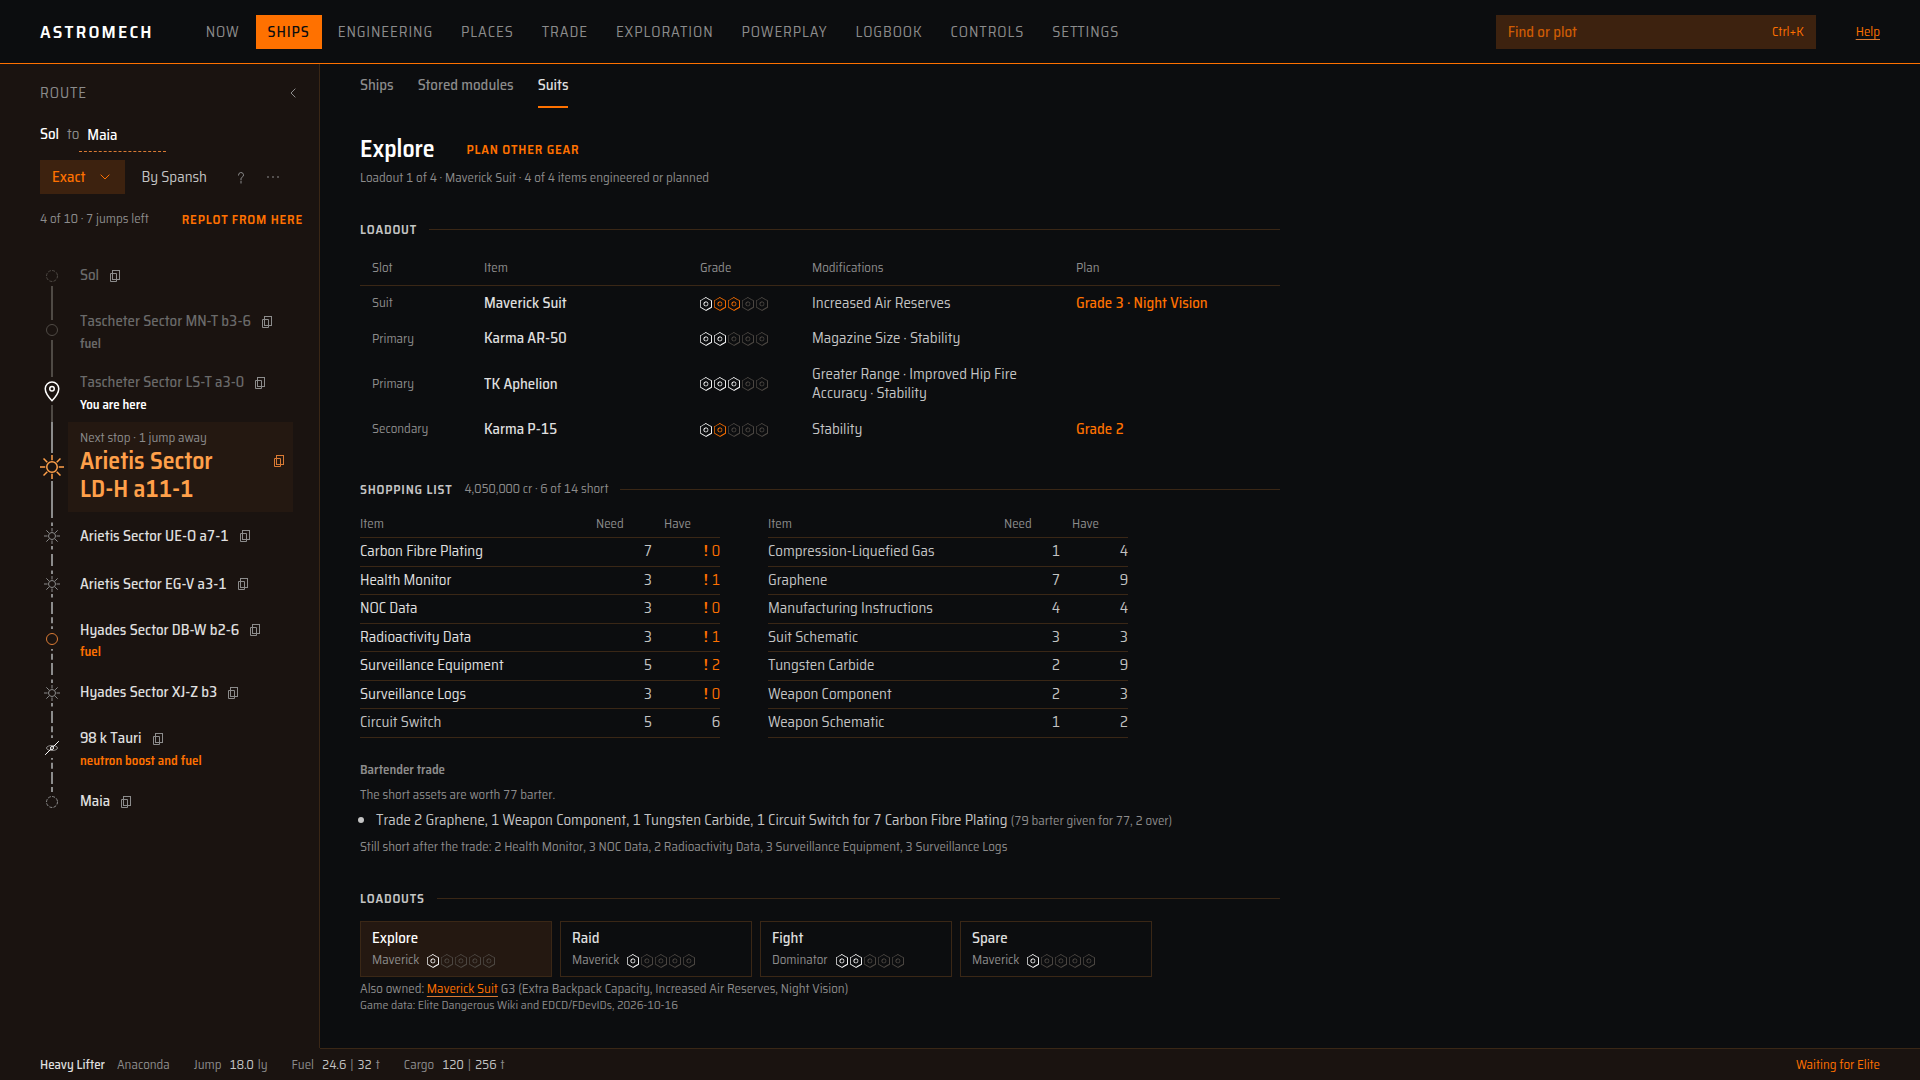 ASTROMECH NOW SHIPS ENGINEERING PLACES TRADE EXPLORATION POWERPLAY LOGBOOK CONTROLS SETTINGS Find or plot Ctrl+K Help
ROUTE
Sol to Maia
Exact By Spansh ? ···
4 of 10 · 7 jumps left REPLOT FROM HERE
Sol
Tascheter Sector MN-T b3-6
fuel
Tascheter Sector LS-T a3-0
You are here
Next stop · 1 jump away
Arietis Sector
LD-H a11-1
Arietis Sector UE-O a7-1
Arietis Sector EG-V a3-1
Hyades Sector DB-W b2-6
fuel
Hyades Sector XJ-Z b3
98 k Tauri
neutron boost and fuel
Maia
Ships Stored modules Suits
Explore PLAN OTHER GEAR
Loadout 1 of 4 · Maverick Suit · 4 of 4 items engineered or planned
LOADOUT
Slot Item Grade Modifications Plan
Suit Maverick Suit Increased Air Reserves Grade 3 · Night Vision
Primary Karma AR-50 Magazine Size · Stability
Primary TK Aphelion Greater Range · Improved Hip Fire
Accuracy · Stability
Secondary Karma P-15 Stability Grade 2
SHOPPING LIST 4,050,000 cr · 6 of 14 short
Item Need Have Item Need Have
Carbon Fibre Plating 7 ! 0 Compression-Liquefied Gas 1 4
Health Monitor 3 ! 1 Graphene 7 9
NOC Data 3 ! 0 Manufacturing Instructions 4 4
Radioactivity Data 3 ! 1 Suit Schematic 3 3
Surveillance Equipment 5 ! 2 Tungsten Carbide 2 9
Surveillance Logs 3 ! 0 Weapon Component 2 3
Circuit Switch 5 6 Weapon Schematic 1 2
Bartender trade
The short assets are worth 77 barter.
Trade 2 Graphene, 1 Weapon Component, 1 Tungsten Carbide, 1 Circuit Switch for 7 Carbon Fibre Plating (79 barter given for 77, 2 over)
Still short after the trade: 2 Health Monitor, 3 NOC Data, 2 Radioactivity Data, 3 Surveillance Equipment, 3 Surveillance Logs
LOADOUTS
Explore Raid Fight Spare
Maverick Maverick Dominator Maverick
Also owned: Maverick Suit G3 (Extra Backpack Capacity, Increased Air Reserves, Night Vision)
Game data: Elite Dangerous Wiki and EDCD/FDevIDs, 2026-10-16
Heavy Lifter Anaconda Jump 18.0 ly Fuel 24.6 | 32 t Cargo 120 | 256 t Waiting for Elite